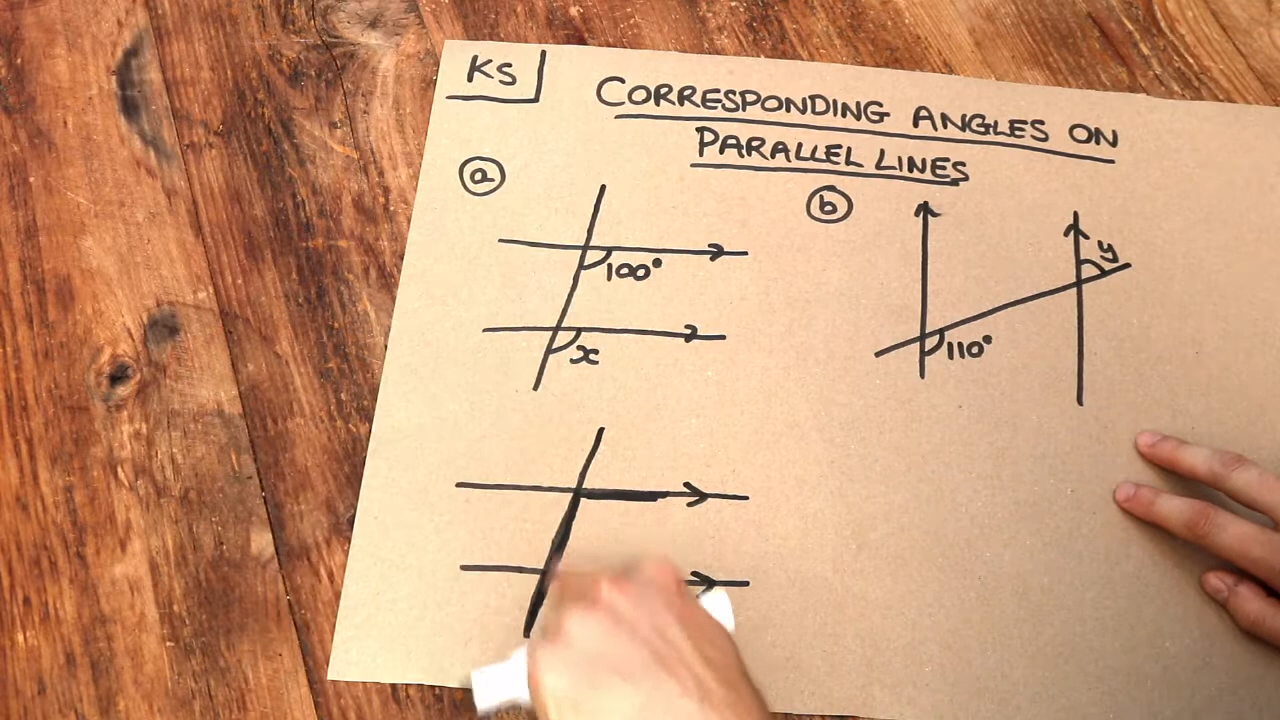 KS
CORRESPONDING ANGLES ON
PARALLEL LINES
a
100°
x
b
y
110°